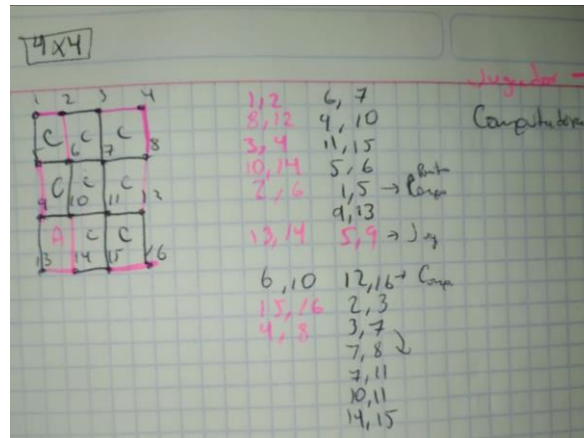 4x4
Jugador -
1 2 3 4
1,2 6,7
8,12 9,10
Computadora
C C C
6 7 8
3,4 11,15
10,14 5,6
2,6 1,5 →
C C C
9 10 11 12
9,13
A C C
13,14 5,9 → Jug
13 14 15 16
6,10 12,16 → Comp
15,16 2,3
4,8 3,7
7,8
7,11
10,11
14,15